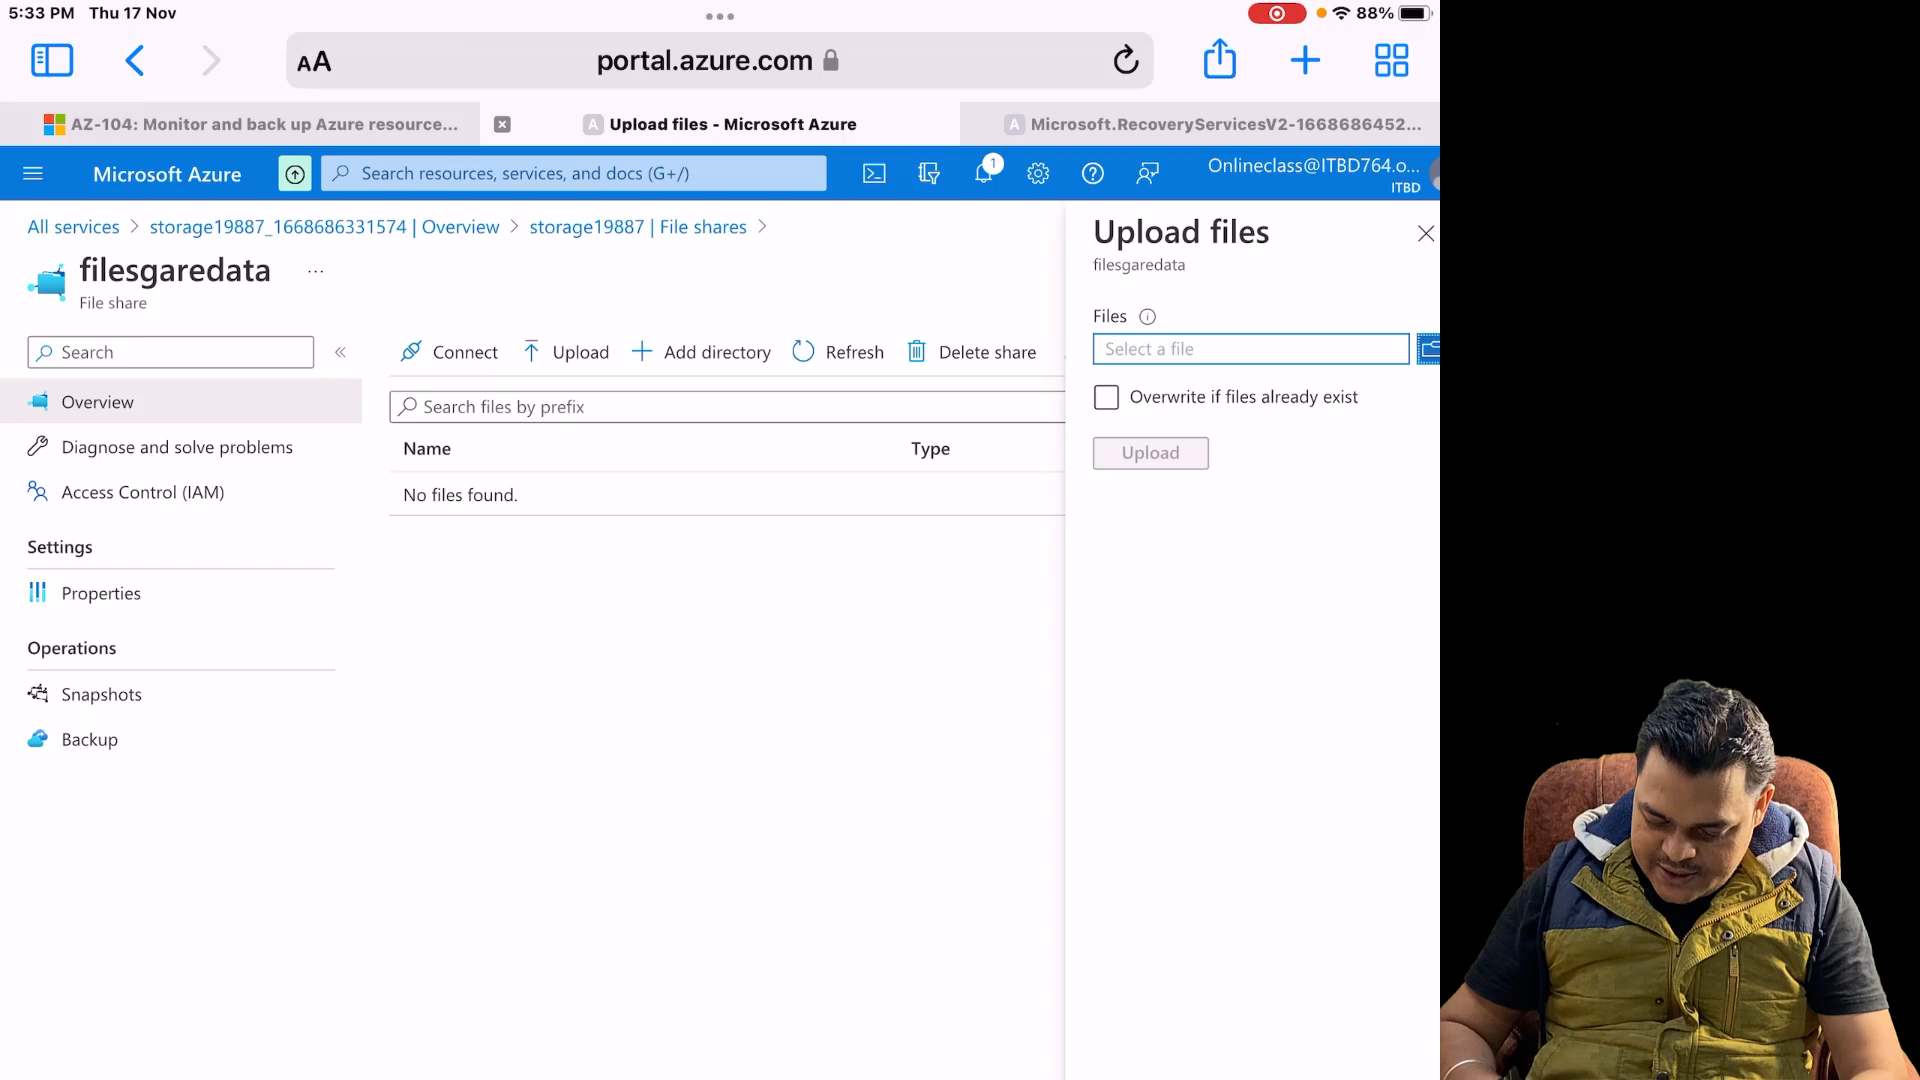 5:33 PM Thu 17 Nov
88%
AA
portal.azure.com
AZ-104: Monitor and back up Azure resource...
Upload files - Microsoft Azure
Microsoft.RecoveryServicesV2-1668686452...
Microsoft Azure
Search resources, services, and docs (G+/)
1
Onlineclass@ITBD764.o...
ITBD
All services > storage19887_1668686331574 | Overview > storage19887 | File shares >
filesgaredata ...
File share
Search
«
Overview
Diagnose and solve problems
Access Control (IAM)
Settings
Properties
Operations
Snapshots
Backup
Connect
Upload
Add directory
Refresh
Delete share
Search files by prefix
Name
Type
No files found.
Upload files
filesgaredata
Files
Select a file
Overwrite if files already exist
Upload